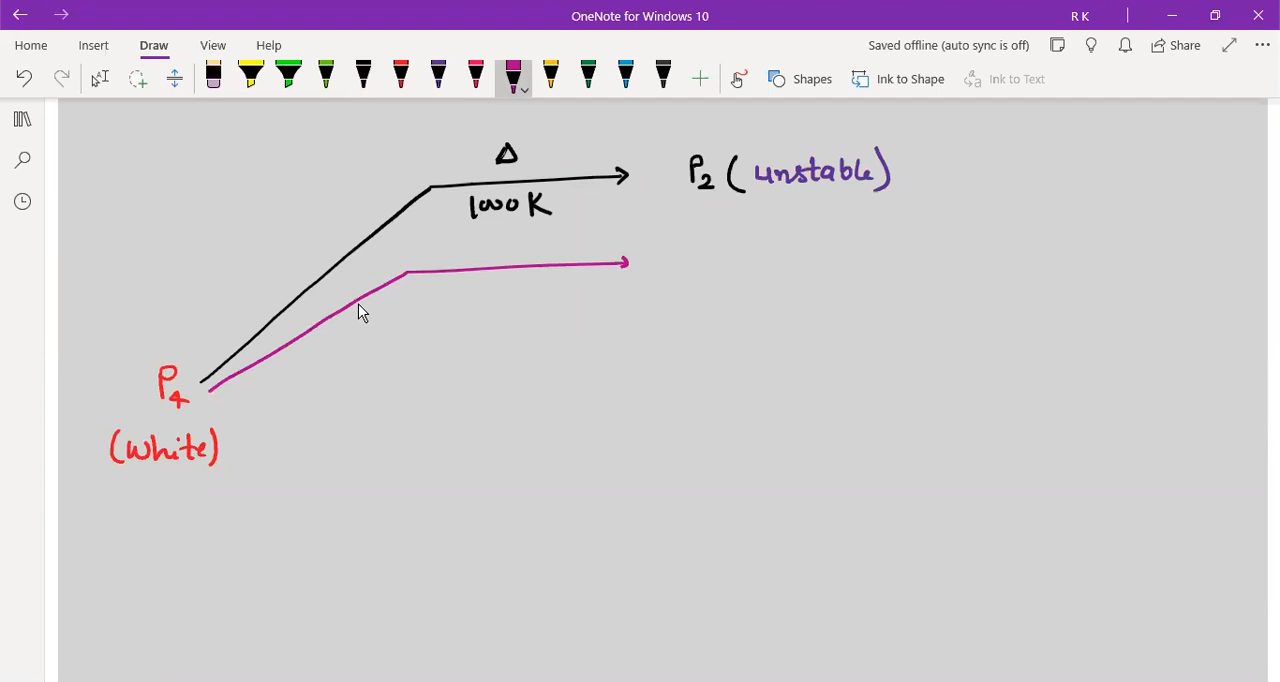 OneNote for Windows 10
R K
Home Insert Draw View Help
Saved offline (auto sync is off)
Share
Shapes
Ink to Shape
Ink to Text
Δ
P₂ (unstable)
1000 K
P₄
(White)